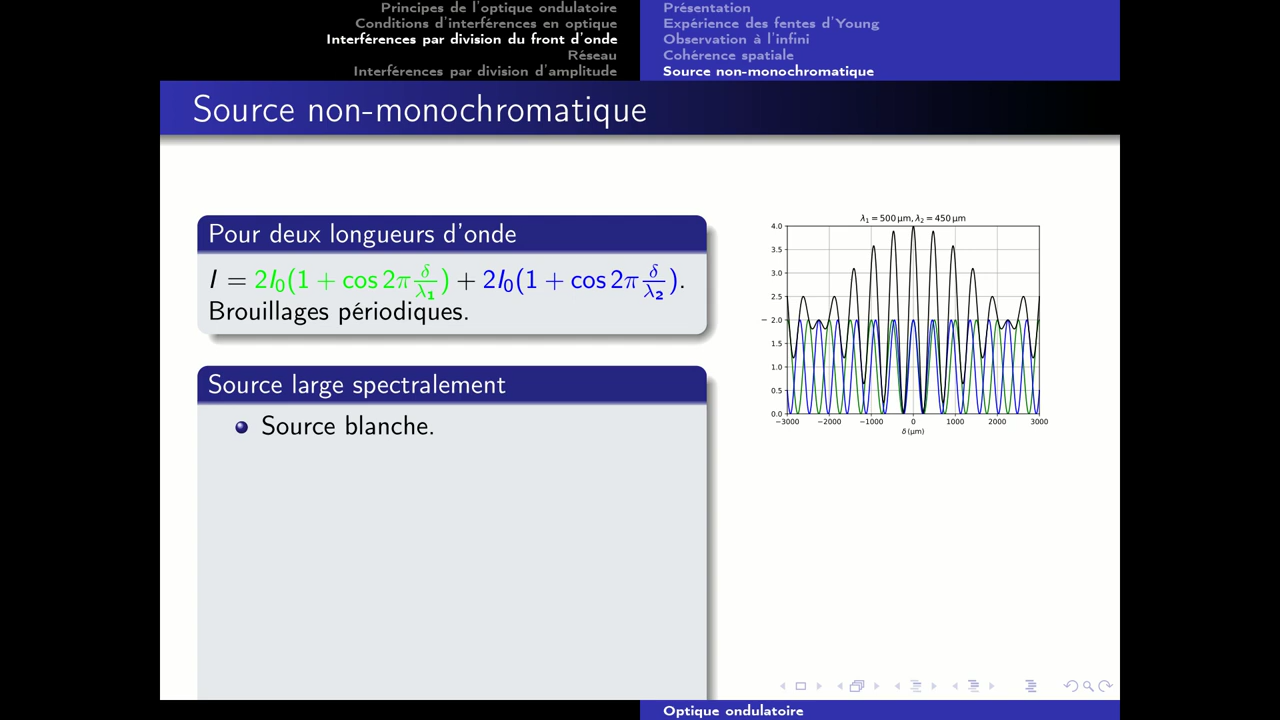 Principes de l'optique ondulatoire
Conditions d'interférences en optique
Interférences par division du front d'onde
Réseau
Interférences par division d'amplitude
Présentation
Expérience des fentes d'Young
Observation à l'infini
Cohérence spatiale
Source non-monochromatique
Source non-monochromatique
Pour deux longueurs d'onde
I = 2I₀(1 + cos 2π δ/λ₁) + 2I₀(1 + cos 2π δ/λ₂).
Brouillages périodiques.
Source large spectralement
Source blanche.
λ₁ = 500 μm, λ₂ = 450 μm
4.0
3.5
3.0
2.5
2.0
1.5
1.0
0.5
0.0
−3000 −2000 −1000 0 1000 2000 3000
δ (μm)
Optique ondulatoire